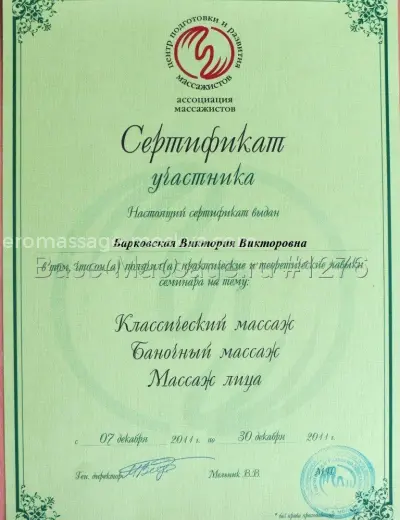 центр подготовки и развития
массажистов
ассоциация
массажистов
Сертификат
участника
Настоящий сертификат выдан
Барковская Виктория Викторовна
в том, что он(а) получил(а) практические и теоретические навыки
семинара на тему:
Классический массаж
Баночный массаж
Массаж лица
с 07 декабря 2011 г. по 30 декабря 2011 г.
Ген. директор
Мельник В.В.